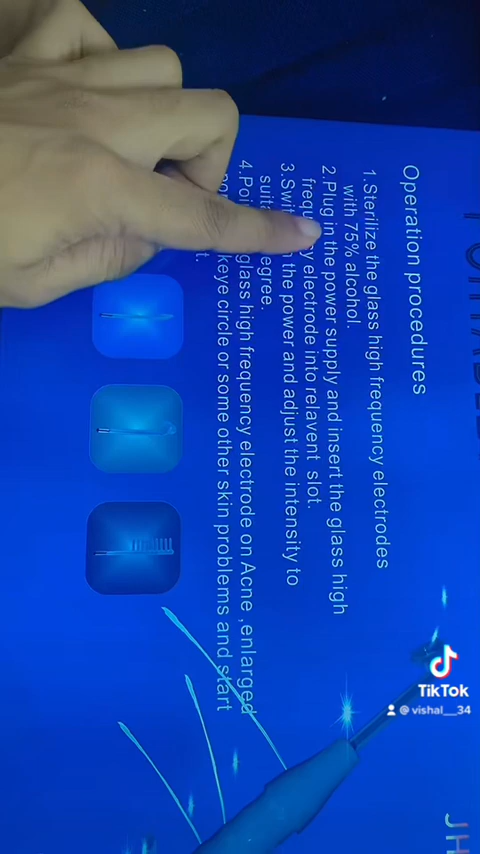 Operation procedures
1.Sterilize the glass high frequency electrodes
with 75% alcohol.
2.Plug in the power supply and insert the glass high
electrode into relavent slot.
the power and adjust the intensity to
glass high frequency electrode on Acne ,enlarged
circle or some other skin problems and start
JH
TikTok
@vishal__34